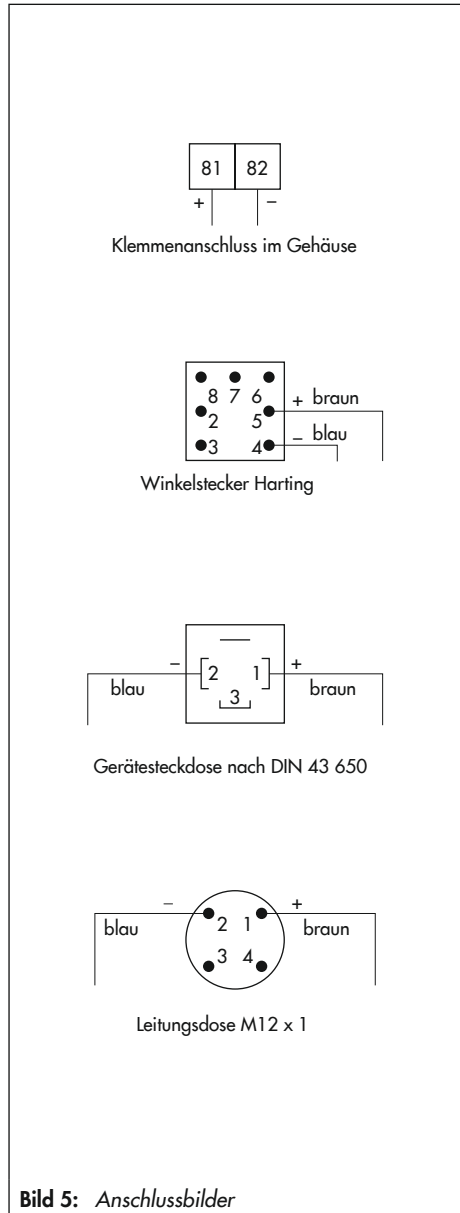 81 82
+ −
Klemmenanschluss im Gehäuse
8 7 6
+ braun
2 5
− blau
3 4
Winkelstecker Harting
− +
2 1
blau braun
3
Gerätesteckdose nach DIN 43 650
− +
2 1
blau braun
3 4
Leitungsdose M12 x 1
Bild 5: Anschlussbilder